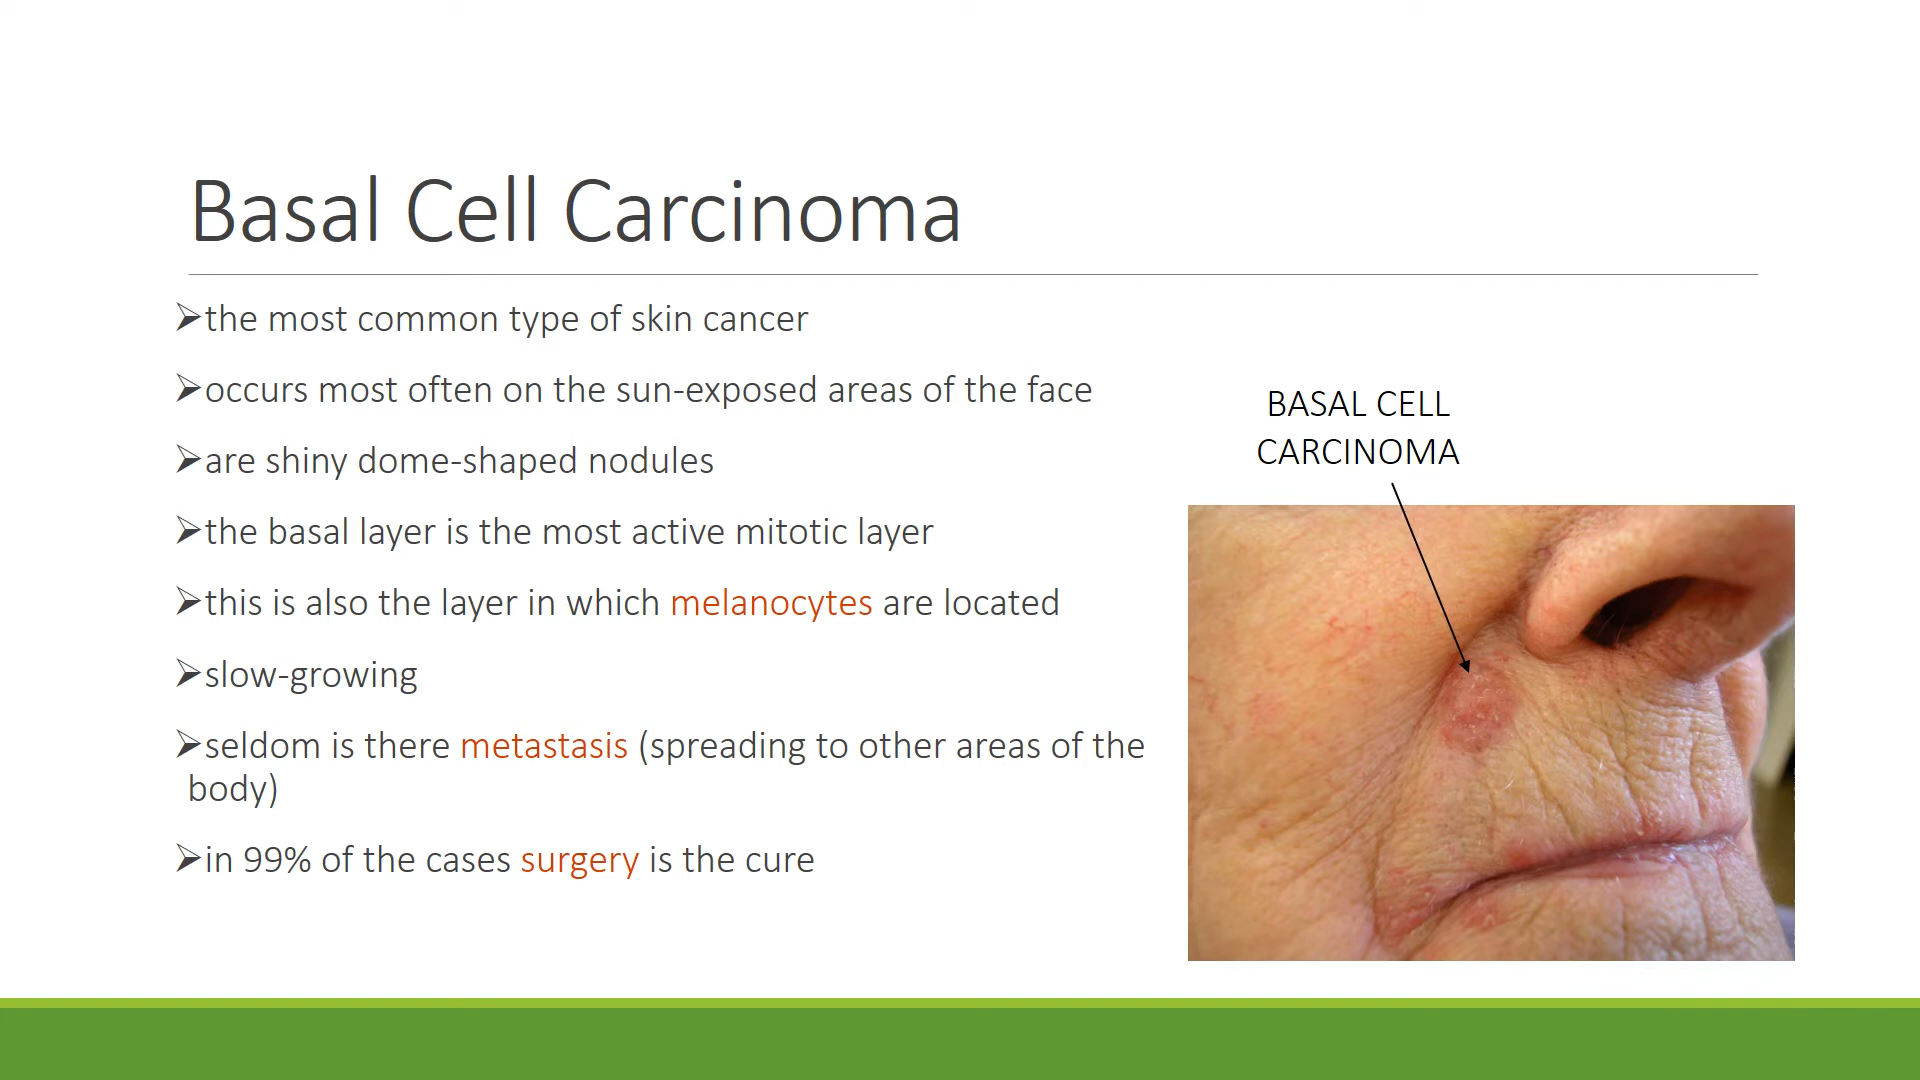 Basal Cell Carcinoma
➢the most common type of skin cancer
➢occurs most often on the sun-exposed areas of the face
➢are shiny dome-shaped nodules
➢the basal layer is the most active mitotic layer
➢this is also the layer in which melanocytes are located
➢slow-growing
➢seldom is there metastasis (spreading to other areas of the
body)
➢in 99% of the cases surgery is the cure
BASAL CELL
CARCINOMA